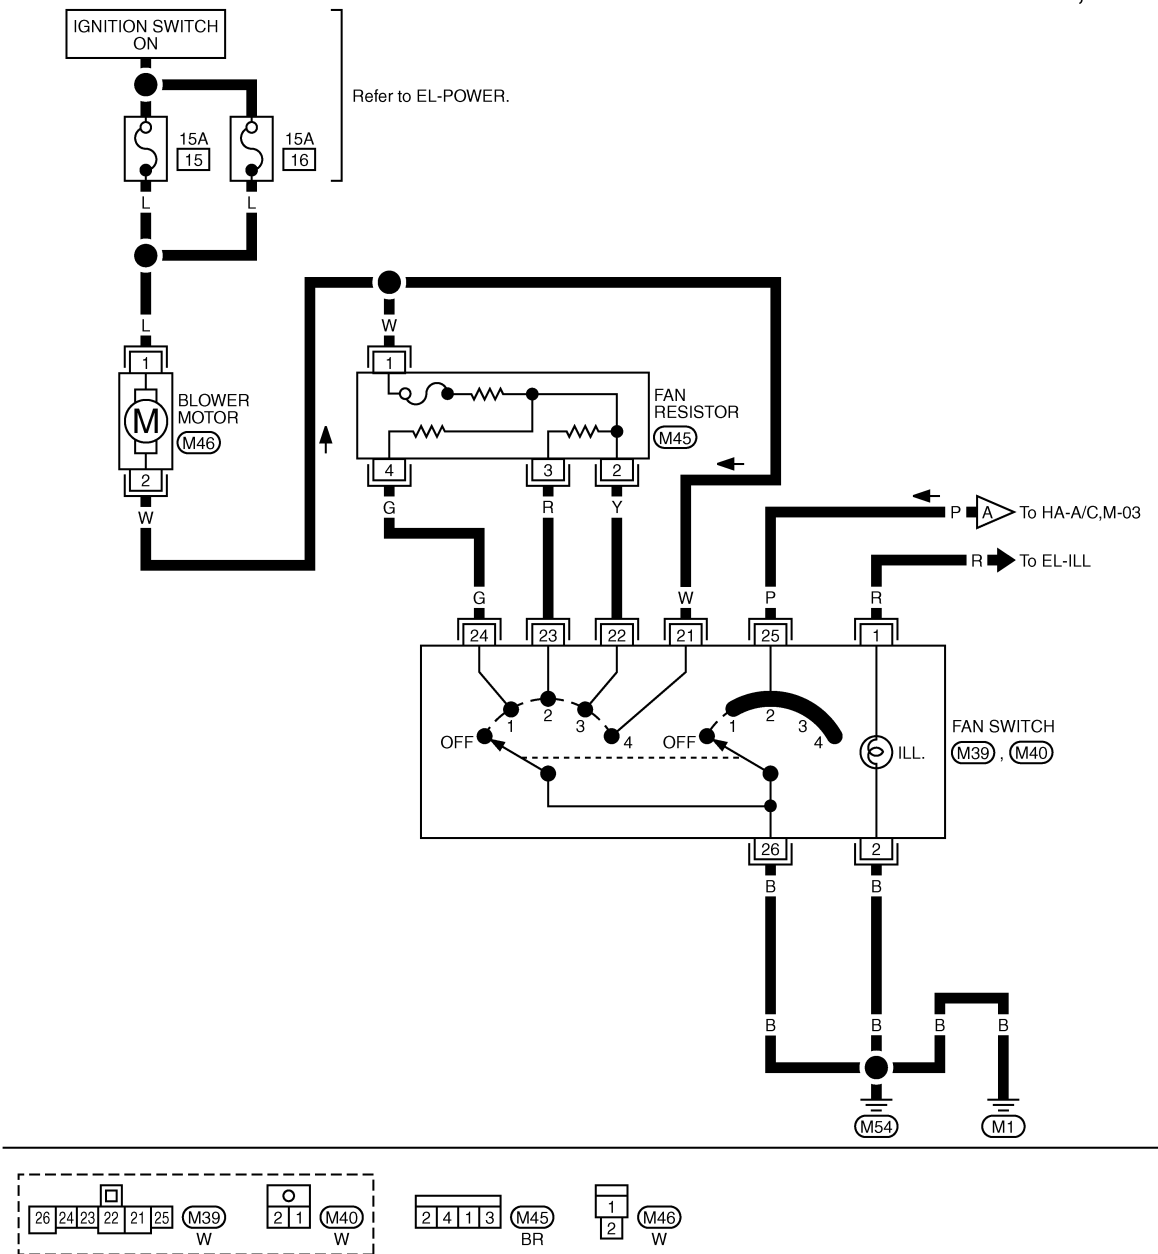 IGNITION SWITCH
ON
Refer to EL-POWER.
15A
15
15A
16
L
L
L
W
1
1
BLOWER
MOTOR
M46
M
2
W
FAN
RESISTOR
M45
4
3
2
G
R
Y
P
A
To HA-A/C,M-03
R
To EL-ILL
G
W
P
R
24
23
22
21
25
1
1
2
3
4
OFF
1
2
3
4
OFF
ILL.
FAN SWITCH
M39 , M40
26
2
B
B
B
B
B
B
M54
M1
26 24 23 22 21 25
M39
W
2 1
M40
W
2 4 1 3
M45
BR
1
2
M46
W